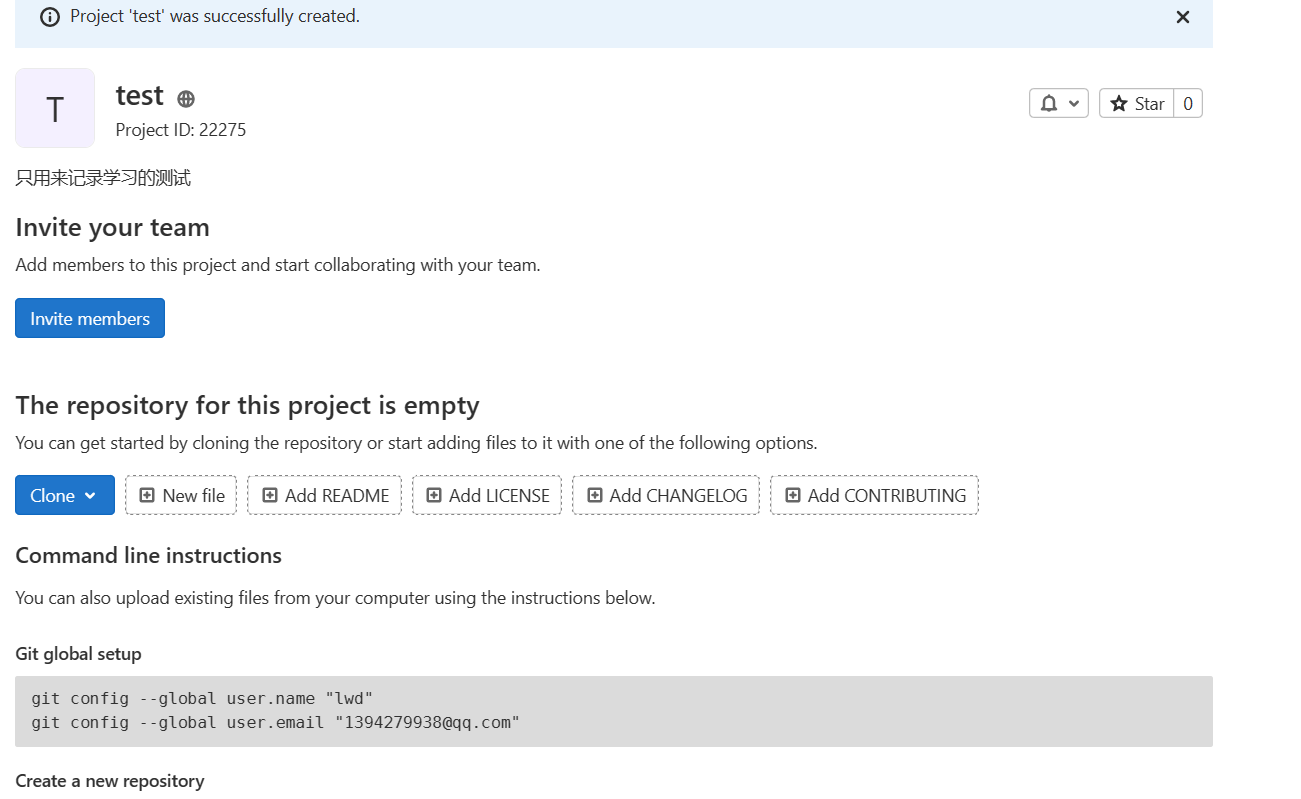 Project 'test' was successfully created.
T
test
Project ID: 22275
Star 0
只用来记录学习的测试
Invite your team
Add members to this project and start collaborating with your team.
Invite members
The repository for this project is empty
You can get started by cloning the repository or start adding files to it with one of the following options.
Clone New file Add README Add LICENSE Add CHANGELOG Add CONTRIBUTING
Command line instructions
You can also upload existing files from your computer using the instructions below.
Git global setup
git config --global user.name "lwd"
git config --global user.email "1394279938@qq.com"
Create a new repository